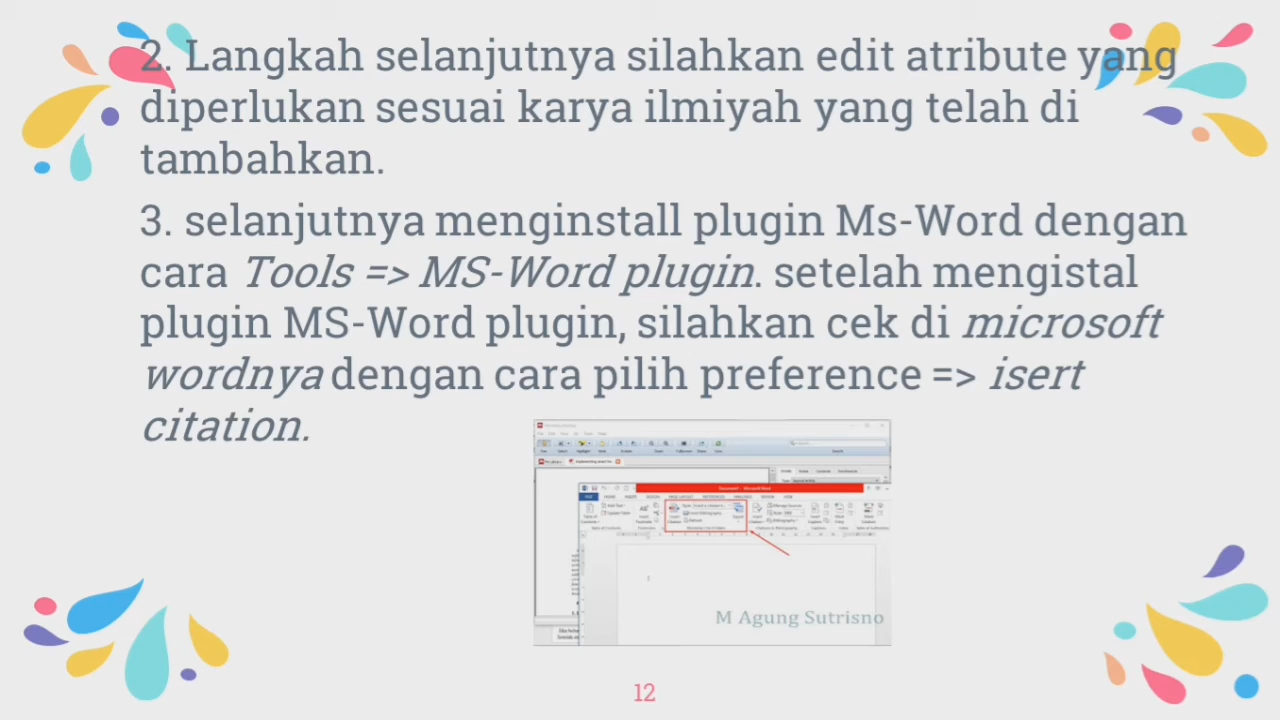 2. Langkah selanjutnya silahkan edit atribute yang
diperlukan sesuai karya ilmiyah yang telah di
tambahkan.
3. selanjutnya menginstall plugin Ms-Word dengan
cara Tools => MS-Word plugin. setelah mengistal
plugin MS-Word plugin, silahkan cek di microsoft
wordnya dengan cara pilih preference => isert
citation.
M Agung Sutrisno
12